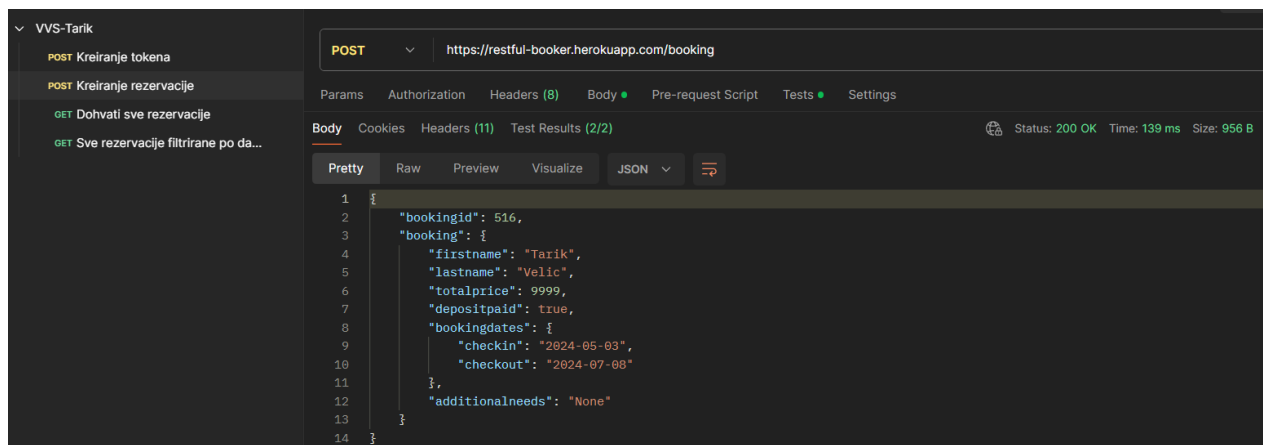 VVS-Tarik
POST Kreiranje tokena
POST Kreiranje rezervacije
GET Dohvati sve rezervacije
GET Sve rezervacije filtrirane po da...
POST https://restful-booker.herokuapp.com/booking
Params Authorization Headers (8) Body Pre-request Script Tests Settings
Body Cookies Headers (11) Test Results (2/2) Status: 200 OK Time: 139 ms Size: 956 B
Pretty Raw Preview Visualize JSON
1 {
2 "bookingid": 516,
3 "booking": {
4 "firstname": "Tarik",
5 "lastname": "Velic",
6 "totalprice": 9999,
7 "depositpaid": true,
8 "bookingdates": {
9 "checkin": "2024-05-03",
10 "checkout": "2024-07-08"
11 },
12 "additionalneeds": "None"
13 }
14 }